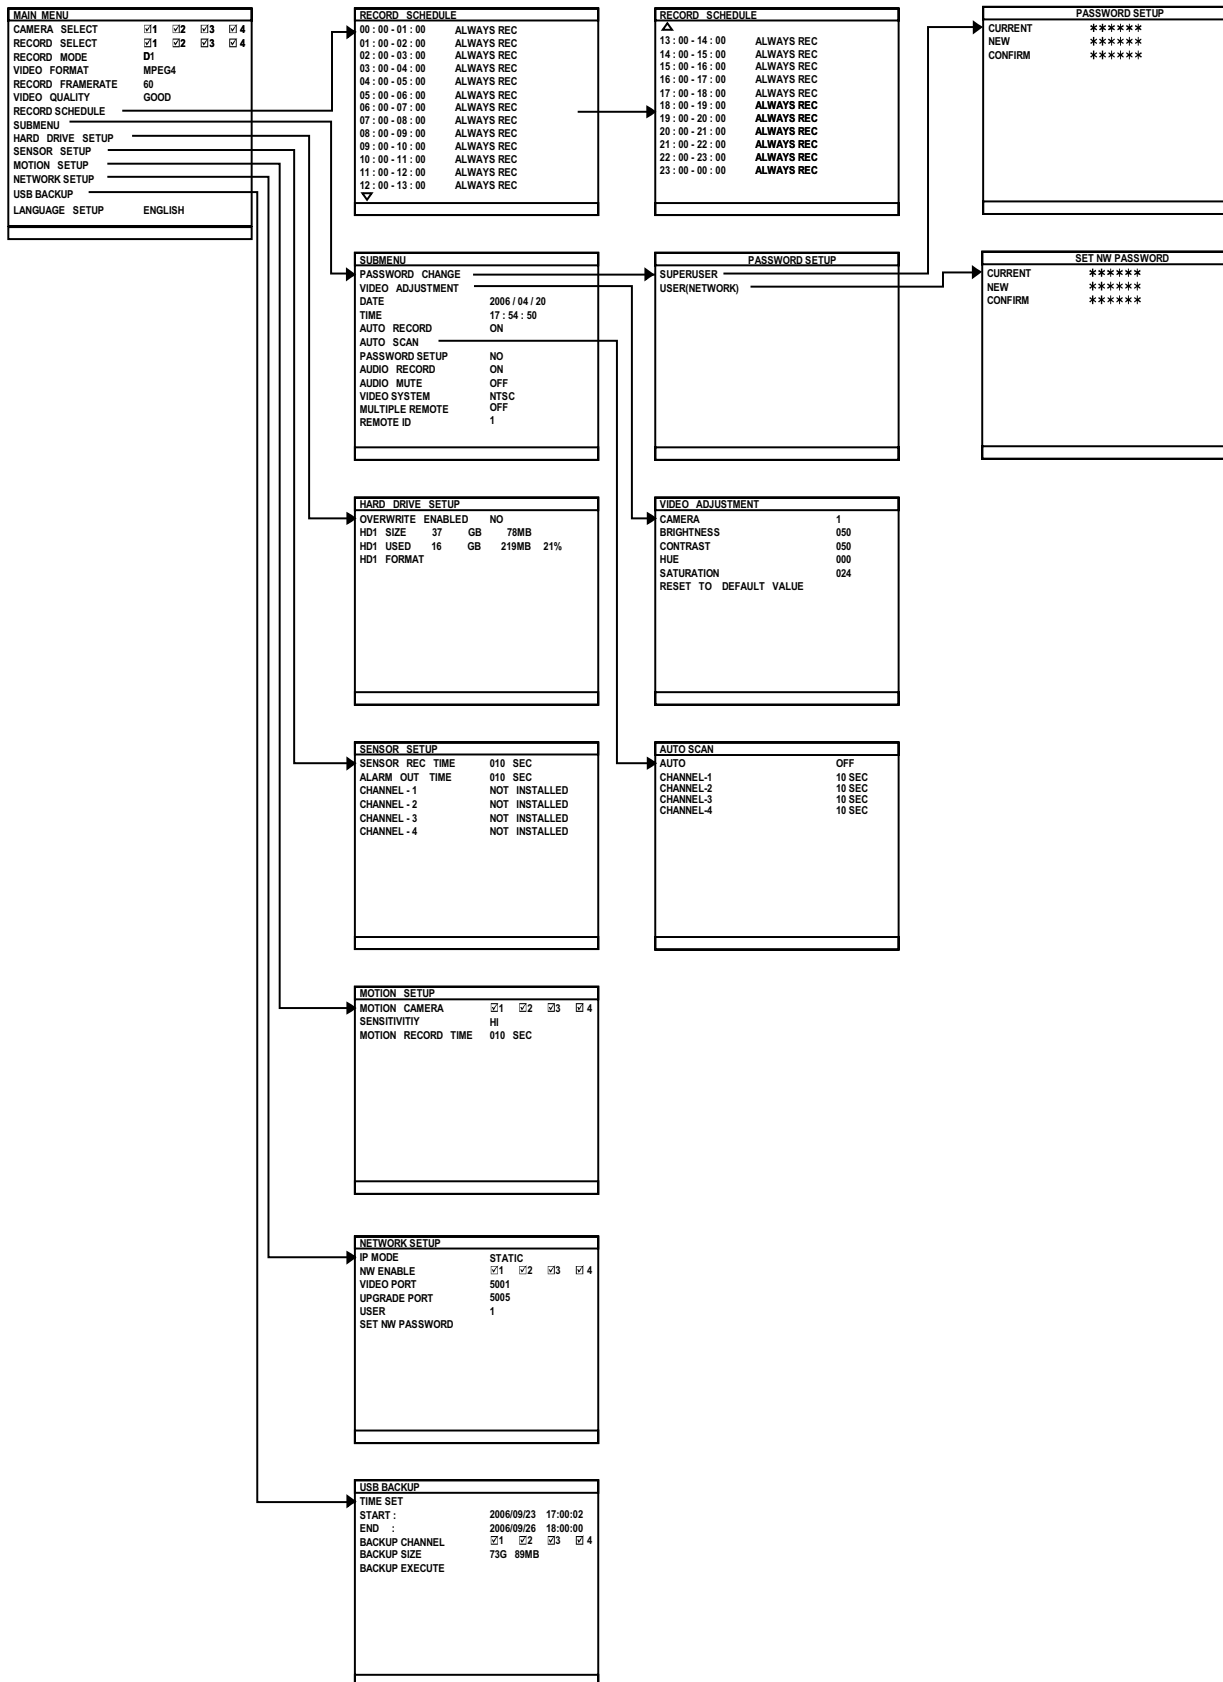 MAIN MENU
CAMERA SELECT ☑1 ☑2 ☑3 ☑ 4
RECORD SELECT ☑1 ☑2 ☑3 ☑ 4
RECORD MODE D1
VIDEO FORMAT MPEG4
RECORD FRAMERATE 60
VIDEO QUALITY GOOD
RECORD SCHEDULE
SUBMENU
HARD DRIVE SETUP
SENSOR SETUP
MOTION SETUP
NETWORK SETUP
USB BACKUP
LANGUAGE SETUP ENGLISH
RECORD SCHEDULE
00 : 00 - 01 : 00 ALWAYS REC
01 : 00 - 02 : 00 ALWAYS REC
02 : 00 - 03 : 00 ALWAYS REC
03 : 00 - 04 : 00 ALWAYS REC
04 : 00 - 05 : 00 ALWAYS REC
05 : 00 - 06 : 00 ALWAYS REC
06 : 00 - 07 : 00 ALWAYS REC
07 : 00 - 08 : 00 ALWAYS REC
08 : 00 - 09 : 00 ALWAYS REC
09 : 00 - 10 : 00 ALWAYS REC
10 : 00 - 11 : 00 ALWAYS REC
11 : 00 - 12 : 00 ALWAYS REC
12 : 00 - 13 : 00 ALWAYS REC
RECORD SCHEDULE
13 : 00 - 14 : 00 ALWAYS REC
14 : 00 - 15 : 00 ALWAYS REC
15 : 00 - 16 : 00 ALWAYS REC
16 : 00 - 17 : 00 ALWAYS REC
17 : 00 - 18 : 00 ALWAYS REC
18 : 00 - 19 : 00 ALWAYS REC
19 : 00 - 20 : 00 ALWAYS REC
20 : 00 - 21 : 00 ALWAYS REC
21 : 00 - 22 : 00 ALWAYS REC
22 : 00 - 23 : 00 ALWAYS REC
23 : 00 - 00 : 00 ALWAYS REC
PASSWORD SETUP
CURRENT ******
NEW ******
CONFIRM ******
SUBMENU
PASSWORD CHANGE
VIDEO ADJUSTMENT
DATE 2006 / 04 / 20
TIME 17 : 54 : 50
AUTO RECORD ON
AUTO SCAN
PASSWORD SETUP NO
AUDIO RECORD ON
AUDIO MUTE OFF
VIDEO SYSTEM NTSC
MULTIPLE REMOTE OFF
REMOTE ID 1
PASSWORD SETUP
SUPERUSER
USER(NETWORK)
SET NW PASSWORD
CURRENT ******
NEW ******
CONFIRM ******
HARD DRIVE SETUP
OVERWRITE ENABLED NO
HD1 SIZE 37 GB 78MB
HD1 USED 16 GB 219MB 21%
HD1 FORMAT
VIDEO ADJUSTMENT
CAMERA 1
BRIGHTNESS 050
CONTRAST 050
HUE 000
SATURATION 024
RESET TO DEFAULT VALUE
SENSOR SETUP
SENSOR REC TIME 010 SEC
ALARM OUT TIME 010 SEC
CHANNEL - 1 NOT INSTALLED
CHANNEL - 2 NOT INSTALLED
CHANNEL - 3 NOT INSTALLED
CHANNEL - 4 NOT INSTALLED
AUTO SCAN
AUTO OFF
CHANNEL-1 10 SEC
CHANNEL-2 10 SEC
CHANNEL-3 10 SEC
CHANNEL-4 10 SEC
MOTION SETUP
MOTION CAMERA ☑1 ☑2 ☑3 ☑ 4
SENSITIVITIY HI
MOTION RECORD TIME 010 SEC
NETWORK SETUP
IP MODE STATIC
NW ENABLE ☑1 ☑2 ☑3 ☑ 4
VIDEO PORT 5001
UPGRADE PORT 5005
USER 1
SET NW PASSWORD
USB BACKUP
TIME SET
START : 2006/09/23 17:00:02
END : 2006/09/26 18:00:00
BACKUP CHANNEL ☑1 ☑2 ☑3 ☑ 4
BACKUP SIZE 73G 89MB
BACKUP EXECUTE